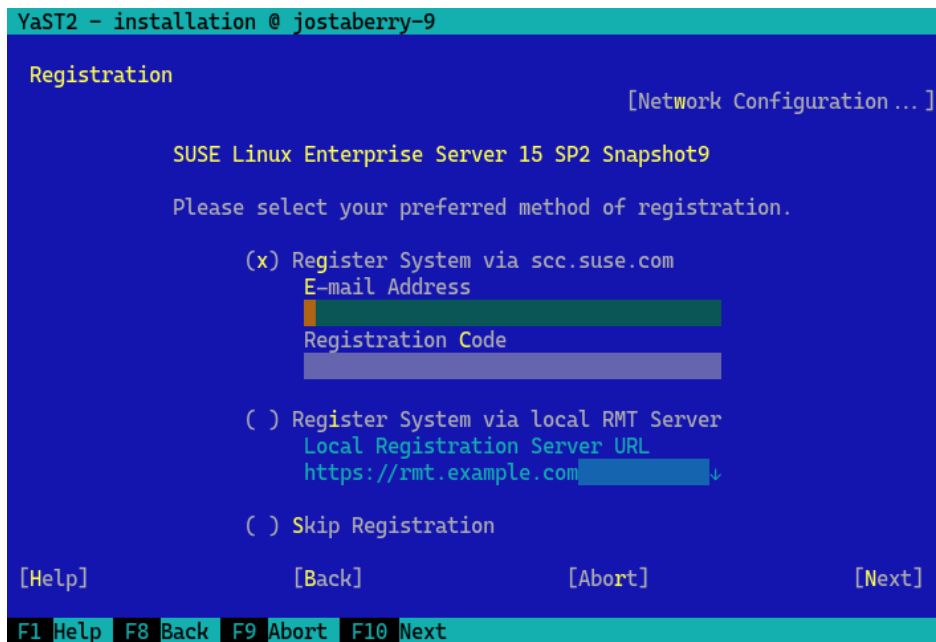 YaST2 - installation @ jostaberry-9
Registration
[Network Configuration...]
SUSE Linux Enterprise Server 15 SP2 Snapshot9
Please select your preferred method of registration.
(x) Register System via scc.suse.com
E-mail Address
Registration Code
( ) Register System via local RMT Server
Local Registration Server URL
https://rmt.example.com ↓
( ) Skip Registration
[Help] [Back] [Abort] [Next]
F1 Help F8 Back F9 Abort F10 Next